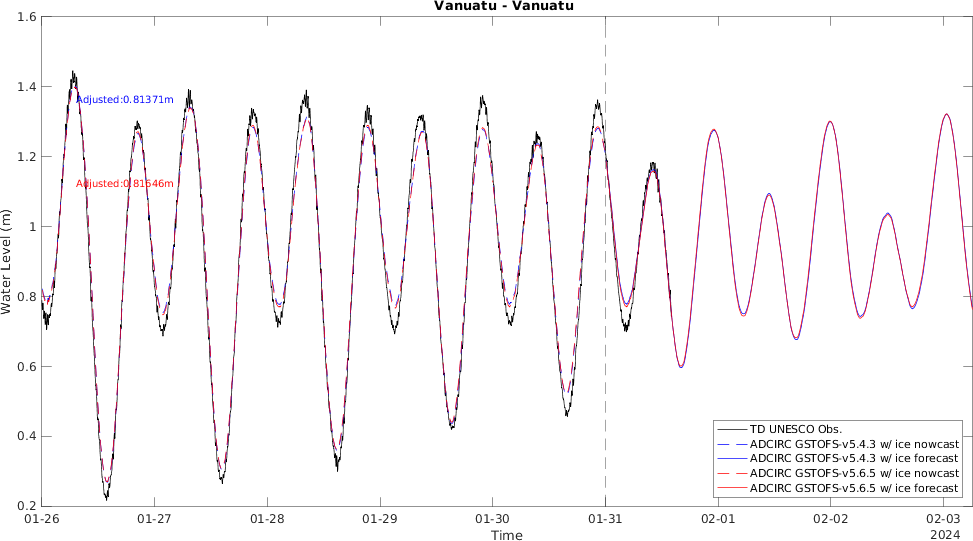 Vanuatu - Vanuatu
1.6
1.4
1.2
1
0.8
0.6
0.4
0.2
Water Level (m)
Adjusted:0.81371m
Adjusted:0.81646m
TD UNESCO Obs.
ADCIRC GSTOFS-v5.4.3 w/ ice nowcast
ADCIRC GSTOFS-v5.4.3 w/ ice forecast
ADCIRC GSTOFS-v5.6.5 w/ ice nowcast
ADCIRC GSTOFS-v5.6.5 w/ ice forecast
01-26 01-27 01-28 01-29 01-30 01-31 02-01 02-02 02-03
Time
2024